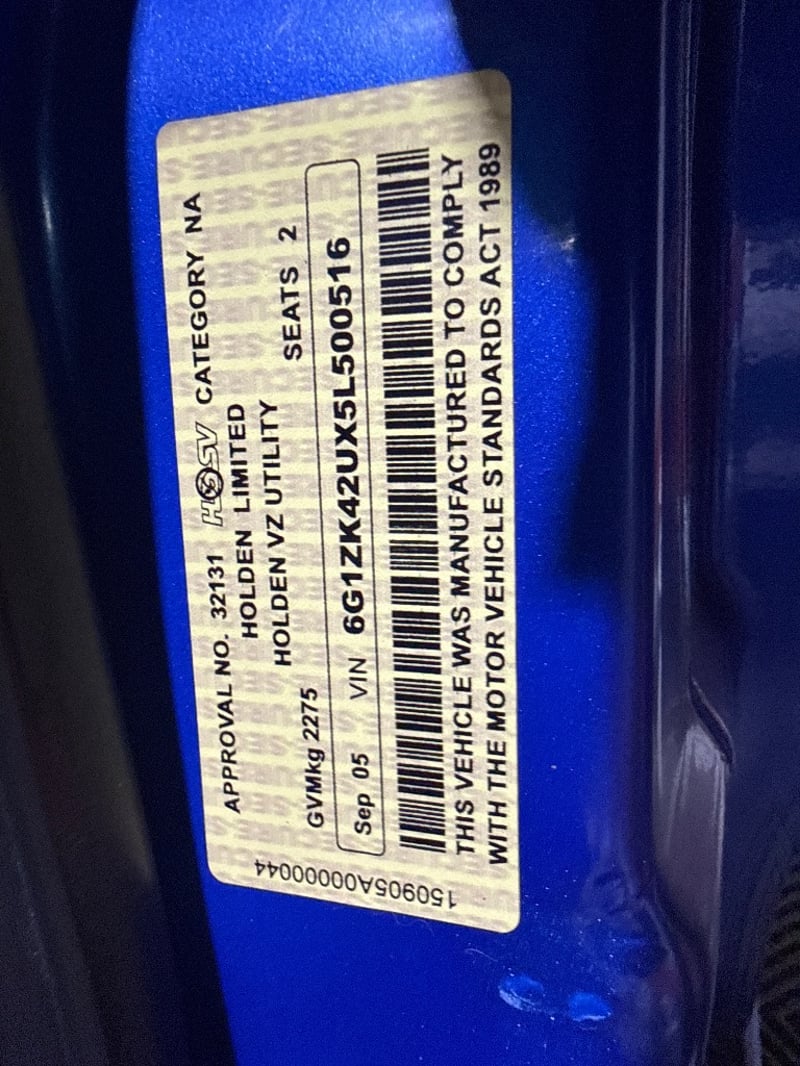 APPROVAL NO. 32131 HSV CATEGORY NA
HOLDEN LIMITED
HOLDEN VZ UTILITY
GVMkg 2275 SEATS 2
Sep 05 VIN 6G1ZK42UX5L500516
THIS VEHICLE WAS MANUFACTURED TO COMPLY
WITH THE MOTOR VEHICLE STANDARDS ACT 1989
150905A00000044